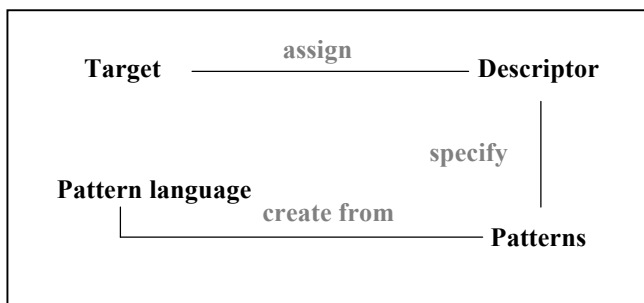 assign
Target
Descriptor
specify
Pattern language
create from
Patterns